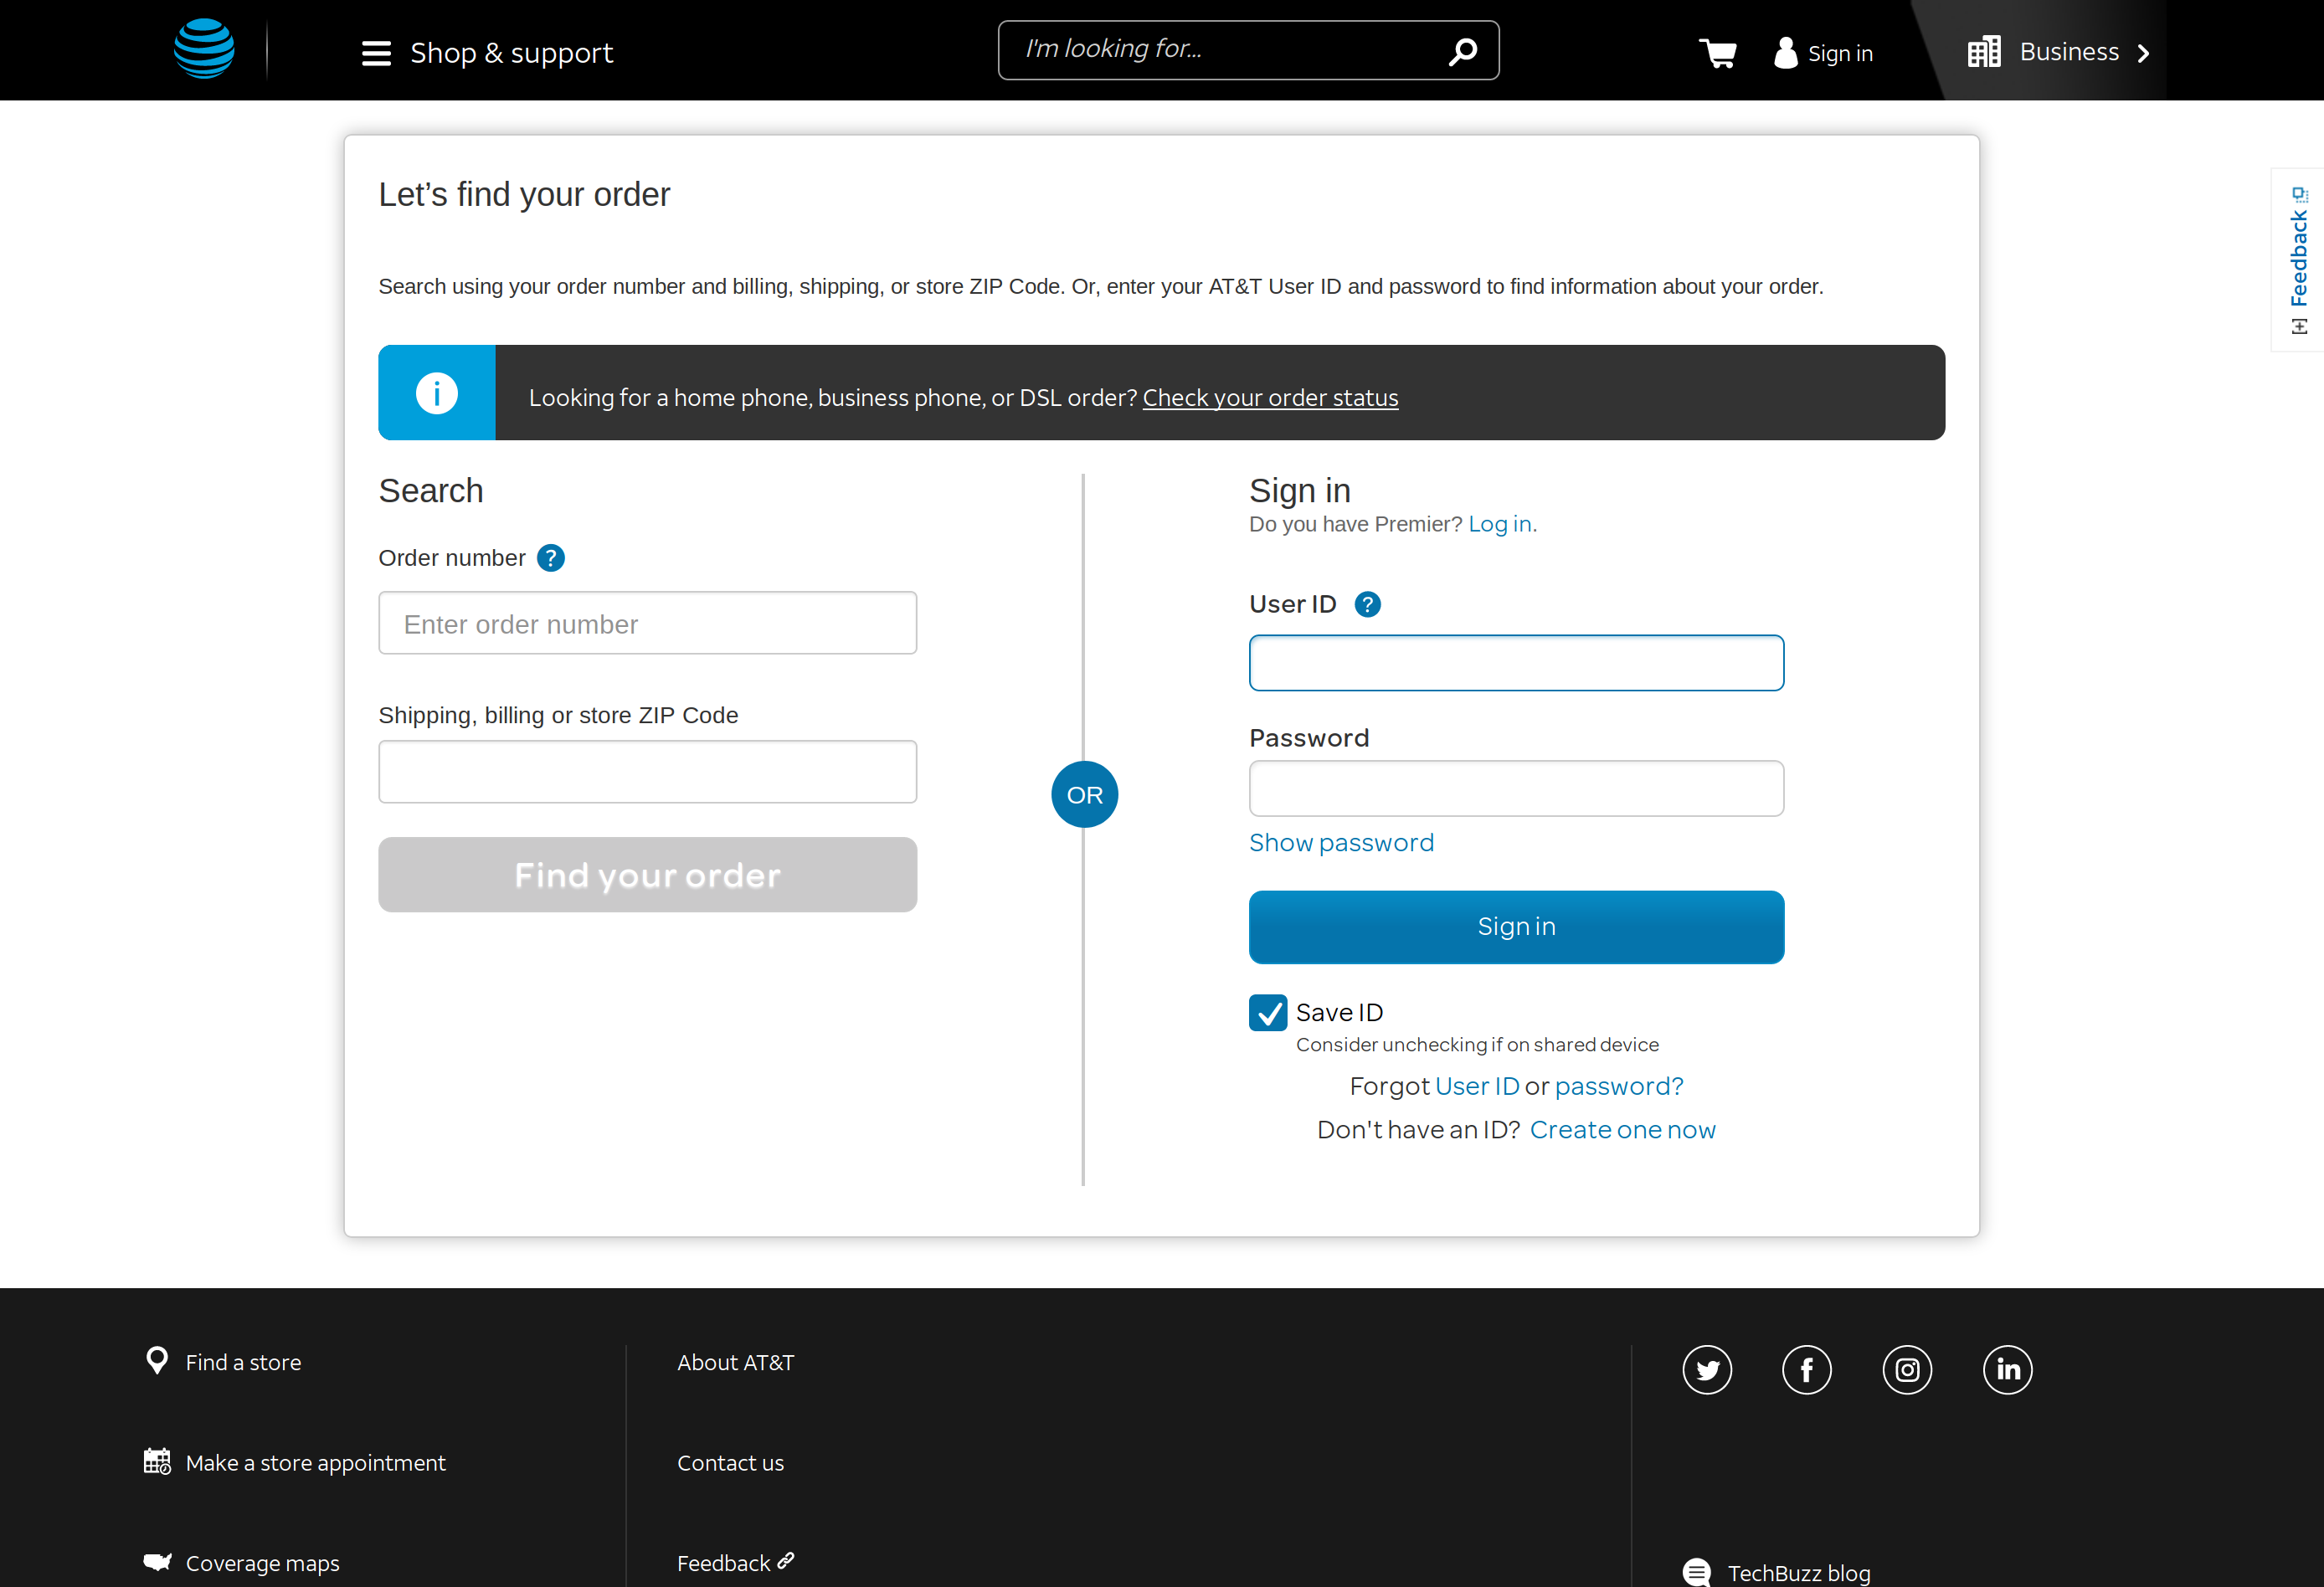 Shop & support
I'm looking for...
Sign in
Business
Feedback
Let’s find your order
Search using your order number and billing, shipping, or store ZIP Code. Or, enter your AT&T User ID and password to find information about your order.
i
Looking for a home phone, business phone, or DSL order? Check your order status
Search
Order number ?
Enter order number
Shipping, billing or store ZIP Code
Find your order
OR
Sign in
Do you have Premier? Log in.
User ID ?
Password
Show password
Sign in
Save ID
Consider unchecking if on shared device
Forgot User ID or password?
Don't have an ID? Create one now
Find a store
Make a store appointment
Coverage maps
About AT&T
Contact us
Feedback
f
in
TechBuzz blog